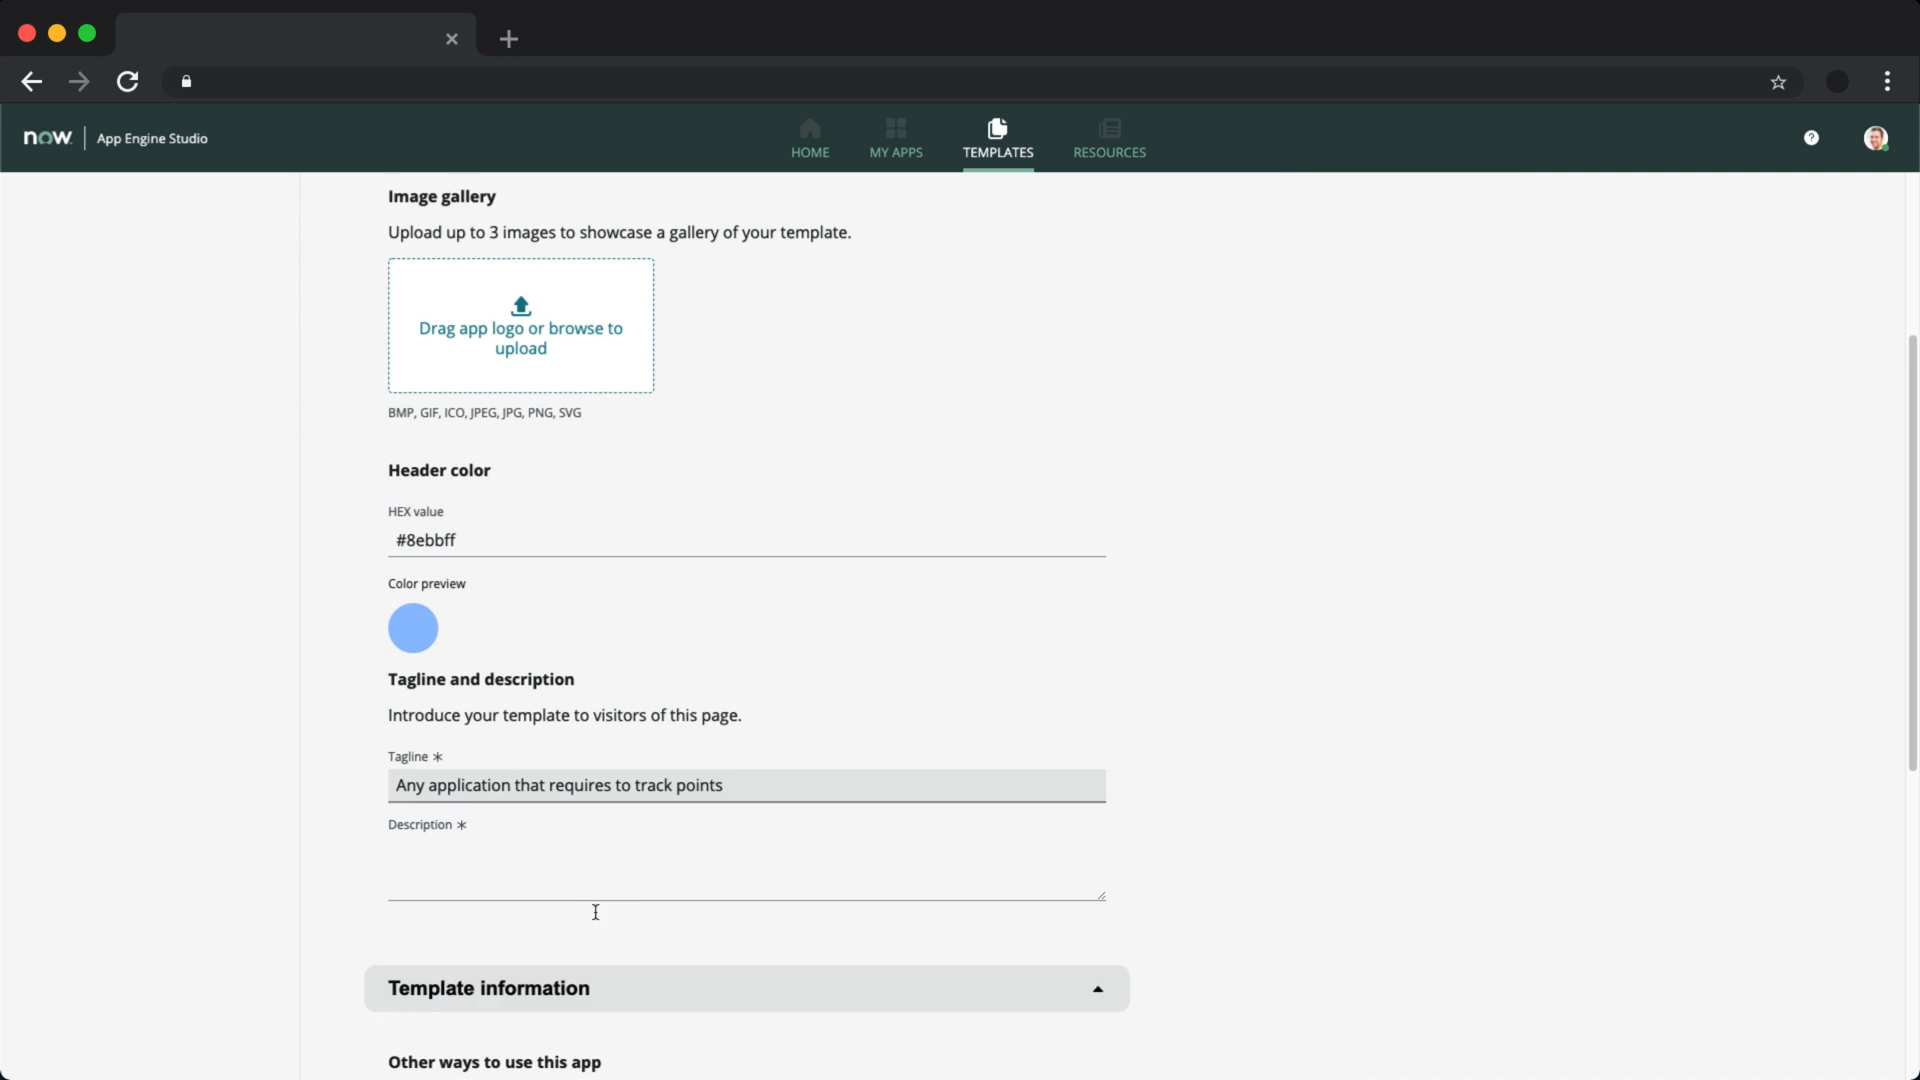 now
App Engine Studio
HOME
MY APPS
TEMPLATES
RESOURCES
Image gallery
Upload up to 3 images to showcase a gallery of your template.
Drag app logo or browse to
upload
BMP, GIF, ICO, JPEG, JPG, PNG, SVG
Header color
HEX value
#8ebbff
Color preview
Tagline and description
Introduce your template to visitors of this page.
Tagline *
Any application that requires to track points
Description *
Template information
Other ways to use this app